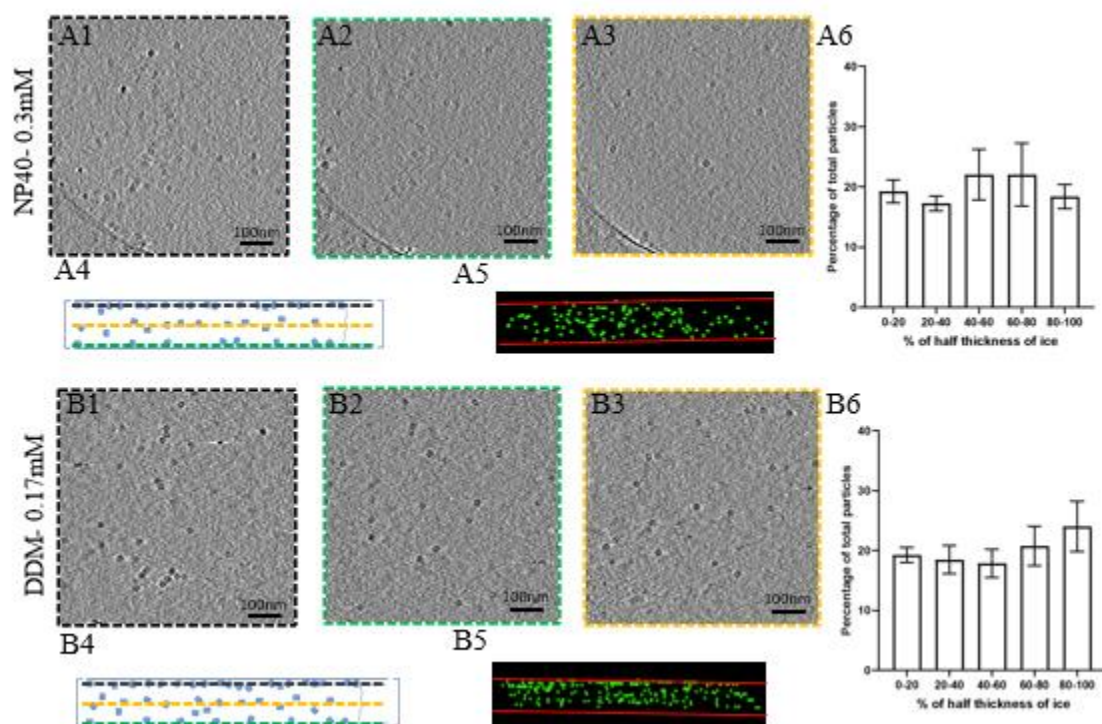 NP40- 0.3mM
A1
100nm
A2
100nm
A3
100nm
A4
A5
A6
Percentage of total particles
40
30
20
10
0
0-20 20-40 40-60 60-80 80-100
% of half thickness of ice
DDM- 0.17mM
B1
100nm
B2
100nm
B3
100nm
B4
B5
B6
Percentage of total particles
40
30
20
10
0
0-20 20-40 40-60 60-80 80-100
% of half thickness of ice